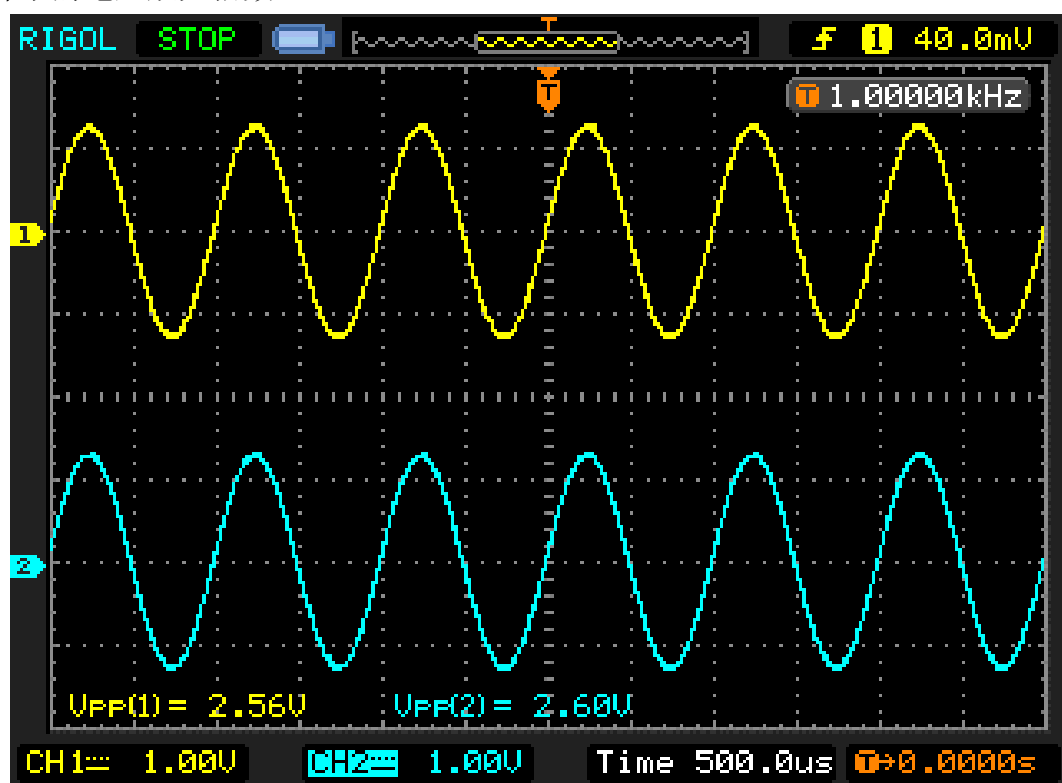 RIGOL STOP T f 1 40.0mV
T 1.00000kHz
T
1
2
Vpp(1)= 2.56V Vpp(2)= 2.60V
CH1 1.00V CH2 1.00V Time 500.0us T→0.0000s